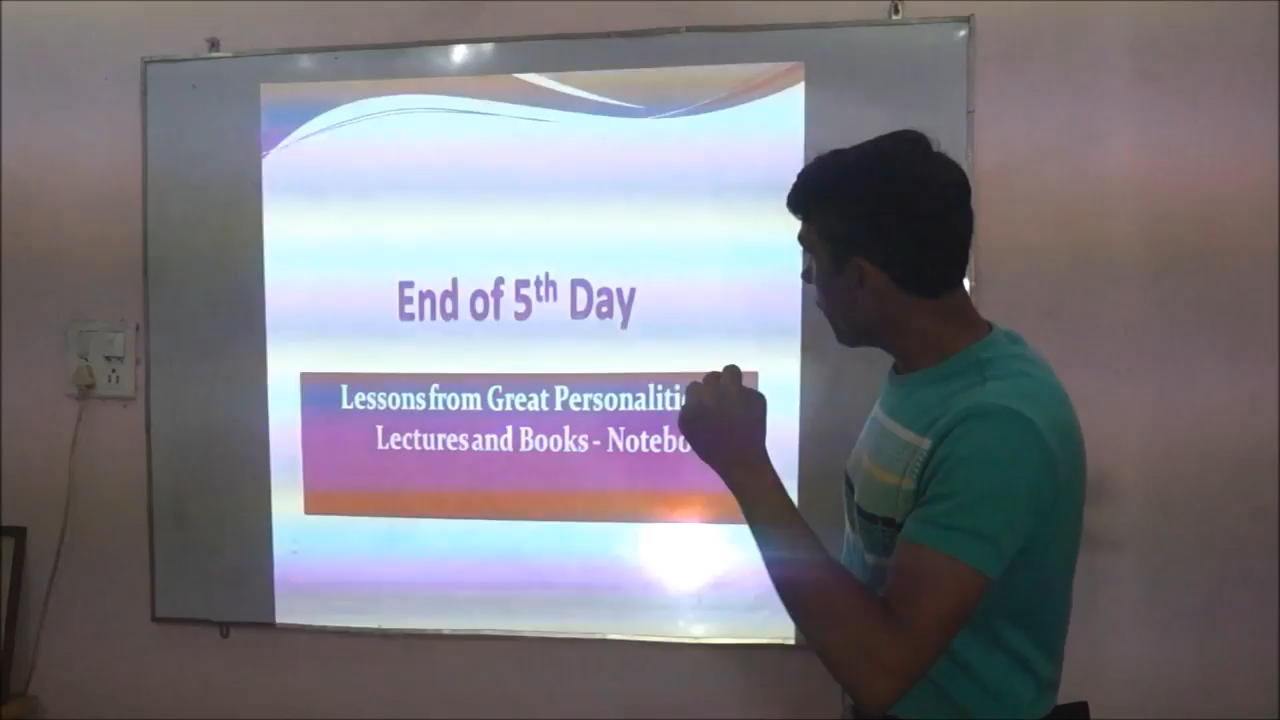 End of 5th Day
Lessons from Great
Lectures and Books -